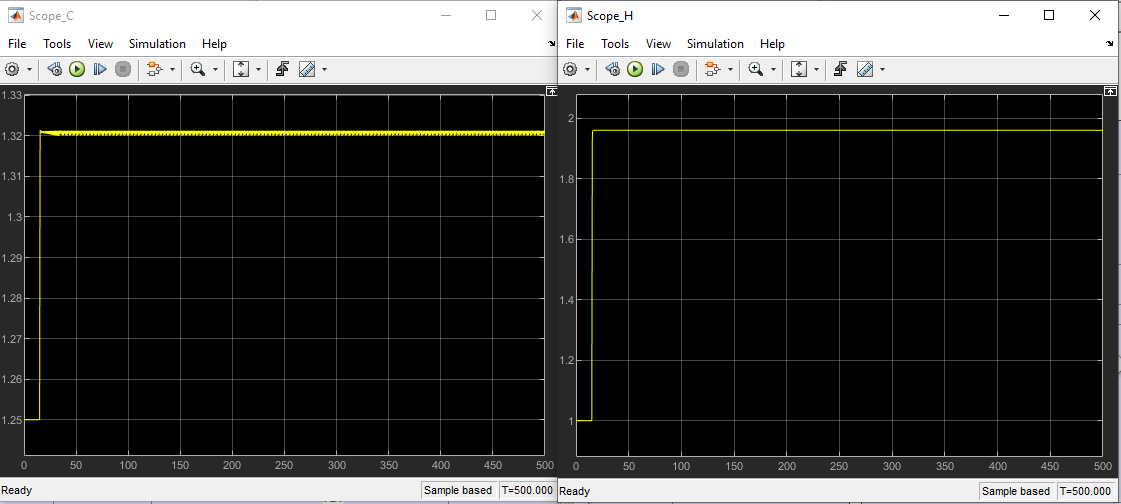 Scope_C
File Tools View Simulation Help
1.33
1.32
1.31
1.3
1.29
1.28
1.27
1.26
1.25
0 50 100 150 200 250 300 350 400 450 500
Ready Sample based T=500.000
Scope_H
File Tools View Simulation Help
2
1.8
1.6
1.4
1.2
1
0 50 100 150 200 250 300 350 400 450 500
Ready Sample based T=500.000